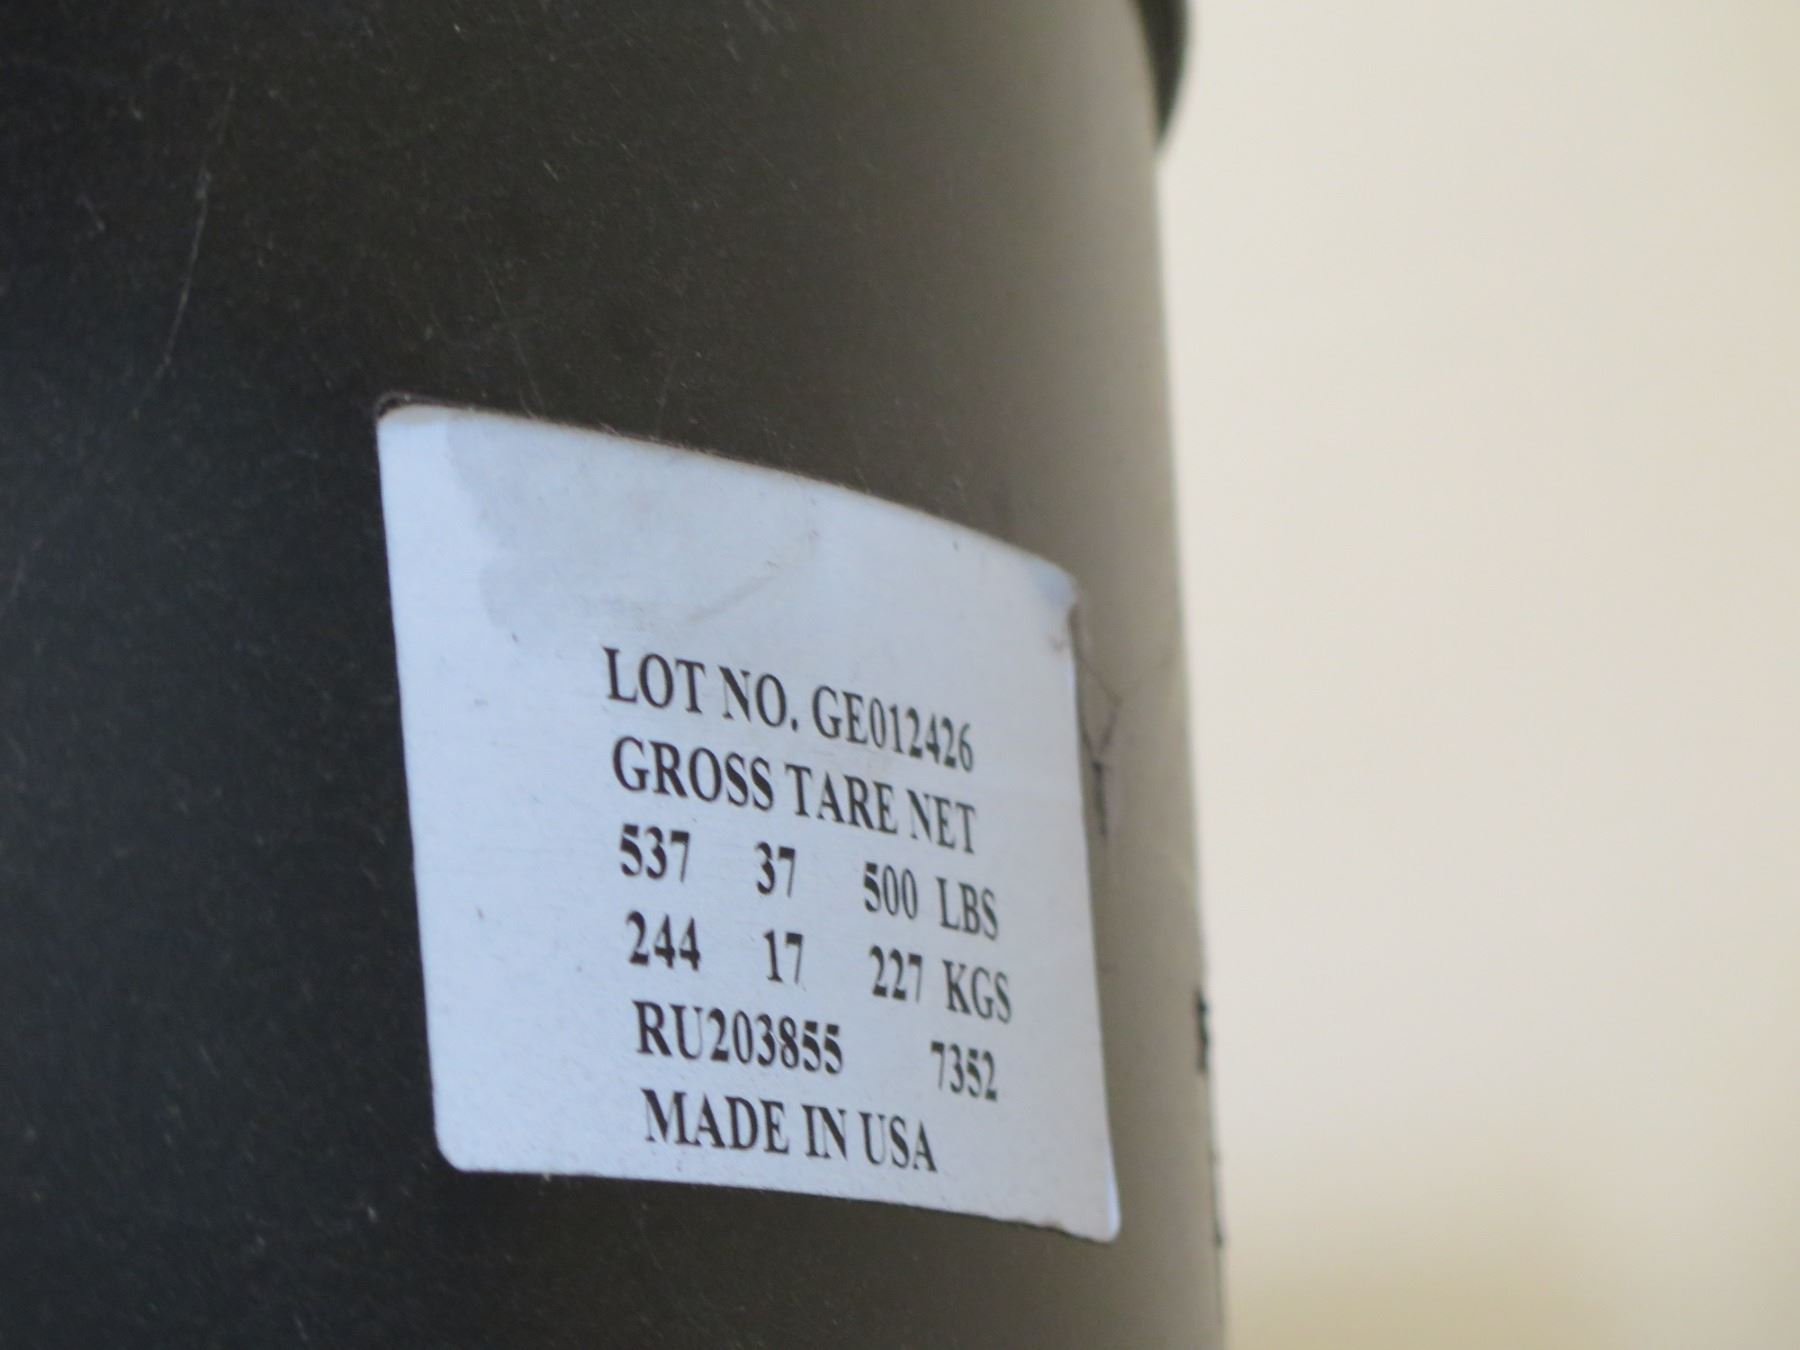 LOT NO. GE012426
GROSS TARE NET
537 37 500 LBS
244 17 227 KGS
RU203855 7352
MADE IN USA